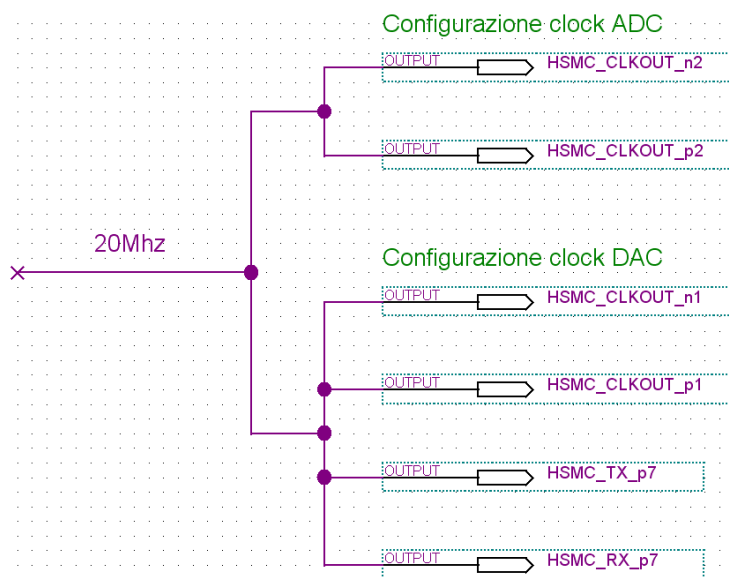 Configurazione clock ADC
OUTPUT HSMC_CLKOUT_n2
OUTPUT HSMC_CLKOUT_p2
20Mhz
Configurazione clock DAC
OUTPUT HSMC_CLKOUT_n1
OUTPUT HSMC_CLKOUT_p1
OUTPUT HSMC_TX_p7
OUTPUT HSMC_RX_p7